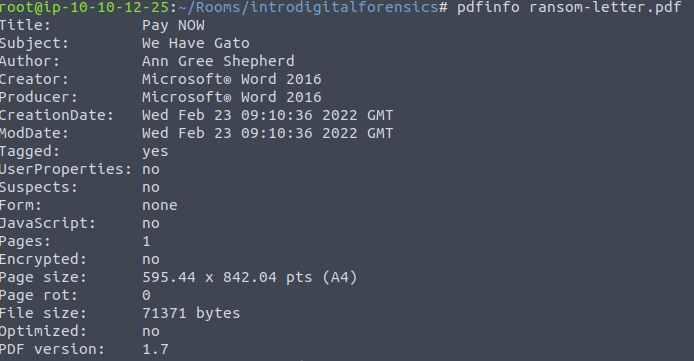 root@ip-10-10-12-25:~/Rooms/introdigitalforensics# pdfinfo ransom-letter.pdf
Title: Pay NOW
Subject: We Have Gato
Author: Ann Gree Shepherd
Creator: Microsoft® Word 2016
Producer: Microsoft® Word 2016
CreationDate: Wed Feb 23 09:10:36 2022 GMT
ModDate: Wed Feb 23 09:10:36 2022 GMT
Tagged: yes
UserProperties: no
Suspects: no
Form: none
JavaScript: no
Pages: 1
Encrypted: no
Page size: 595.44 x 842.04 pts (A4)
Page rot: 0
File size: 71371 bytes
Optimized: no
PDF version: 1.7